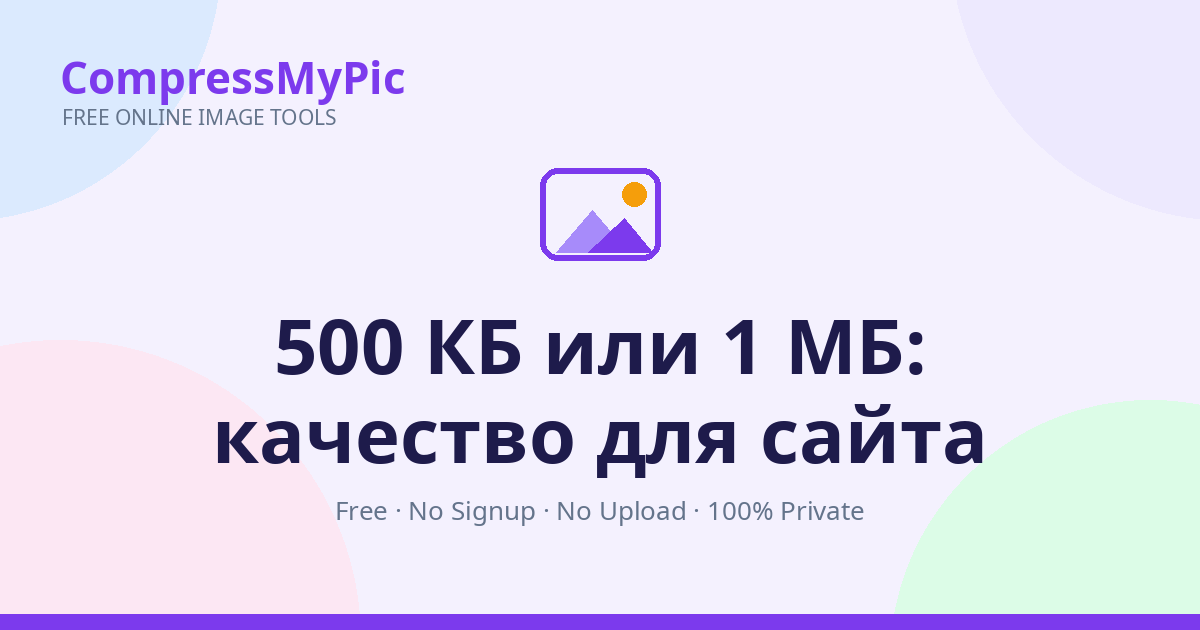 CompressMyPic
FREE ONLINE IMAGE TOOLS
500 КБ или 1 МБ:
качество для сайта
Free · No Signup · No Upload · 100% Private